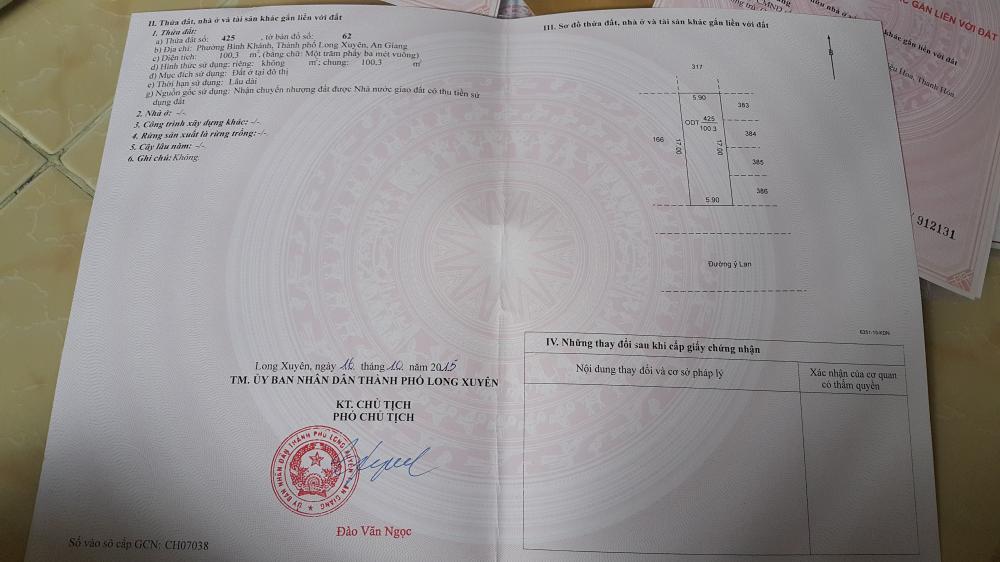 II. Thửa đất, nhà ở và tài sản khác gắn liền với đất
1. Thửa đất:
a) Thửa đất số: 425 , tờ bản đồ số: 62
b) Địa chỉ: Phường Bình Khánh, Thành phố Long Xuyên, An Giang
c) Diện tích: 100,3 m², (bằng chữ: Một trăm phẩy ba mét vuông)
d) Hình thức sử dụng: riêng: không m²; chung: 100,3 m²
đ) Mục đích sử dụng: Đất ở tại đô thị
e) Thời hạn sử dụng: Lâu dài
g) Nguồn gốc sử dụng: Nhận chuyển nhượng đất được Nhà nước giao đất có thu tiền sử
dụng đất
2. Nhà ở: -/-.
3. Công trình xây dựng khác: -/-.
4. Rừng sản xuất là rừng trồng: -/-.
5. Cây lâu năm: -/-.
6. Ghi chú: Không.
Long Xuyên, ngày 16 tháng 10 năm 2015
TM. ỦY BAN NHÂN DÂN THÀNH PHỐ LONG XUYÊN
KT. CHỦ TỊCH
PHÓ CHỦ TỊCH
ỦY BAN NHÂN DÂN THÀNH PHỐ LONG XUYÊN
AN GIANG
Đào Văn Ngọc
Số vào sổ cấp GCN: CH07038
III. Sơ đồ thửa đất, nhà ở và tài sản khác gắn liền với đất
B
317
5.90
383
ODT 425
100.3
384
166
17.00
17.00
385
386
5.90
Đường ỷ Lan
6351-10-KDN
IV. Những thay đổi sau khi cấp giấy chứng nhận
Nội dung thay đổi và cơ sở pháp lý
Xác nhận của cơ quan
có thẩm quyền
KHÁC GẮN LIỀN VỚI ĐẤT
Hoa, Thanh Hóa
912131